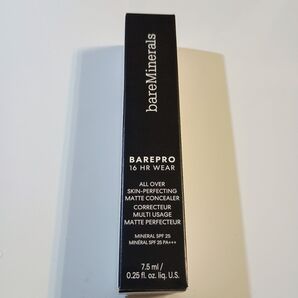 bareMinerals
BAREPRO
16 HR WEAR
ALL OVER
SKIN-PERFECTING
MATTE CONCEALER
CORRECTEUR
MULTI USAGE
MATTE PERFECTEUR
MINERAL SPF 25
MINÉRAL SPF 25 PA+++
7.5 ml /
0.25 fl. oz. liq. U.S.